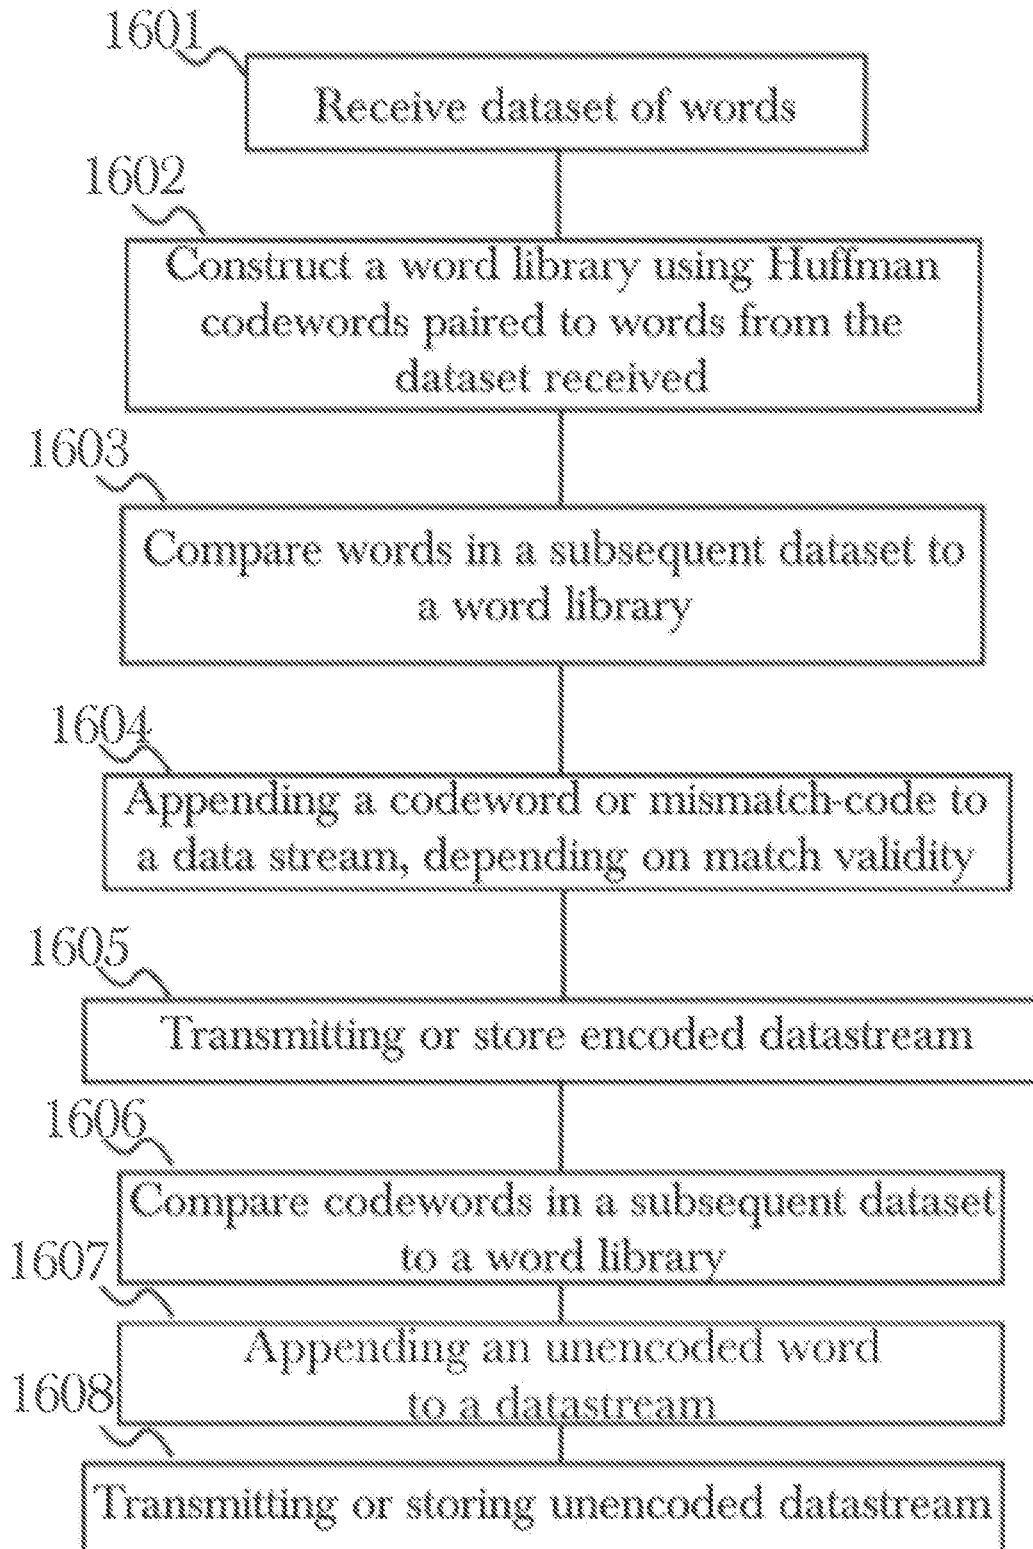 1601
Receive dataset of words
1602
Construct a word library using Huffman
codewords paired to words from the
dataset received
1603
Compare words in a subsequent dataset to
a word library
1604
Appending a codeword or mismatch-code to
a data stream, depending on match validity
1605
Transmitting or store encoded datastream
1606
Compare codewords in a subsequent dataset
to a word library
1607
Appending an unencoded word
to a datastream
1608
Transmitting or storing unencoded datastream